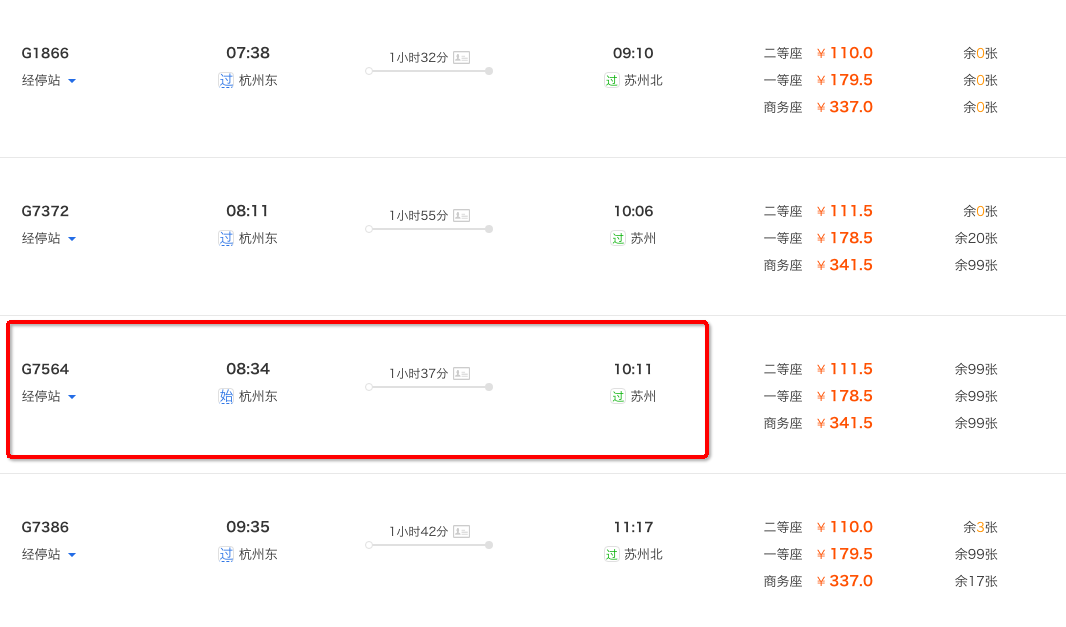 G1866 07:38 1小时32分 09:10 二等座 ¥ 110.0 余0张
经停站 过 杭州东 过 苏州北 一等座 ¥ 179.5 余0张
商务座 ¥ 337.0 余0张
G7372 08:11 1小时55分 10:06 二等座 ¥ 111.5 余0张
经停站 过 杭州东 过 苏州 一等座 ¥ 178.5 余20张
商务座 ¥ 341.5 余99张
G7564 08:34 1小时37分 10:11 二等座 ¥ 111.5 余99张
经停站 始 杭州东 过 苏州 一等座 ¥ 178.5 余99张
商务座 ¥ 341.5 余99张
G7386 09:35 1小时42分 11:17 二等座 ¥ 110.0 余3张
经停站 过 杭州东 过 苏州北 一等座 ¥ 179.5 余99张
商务座 ¥ 337.0 余17张